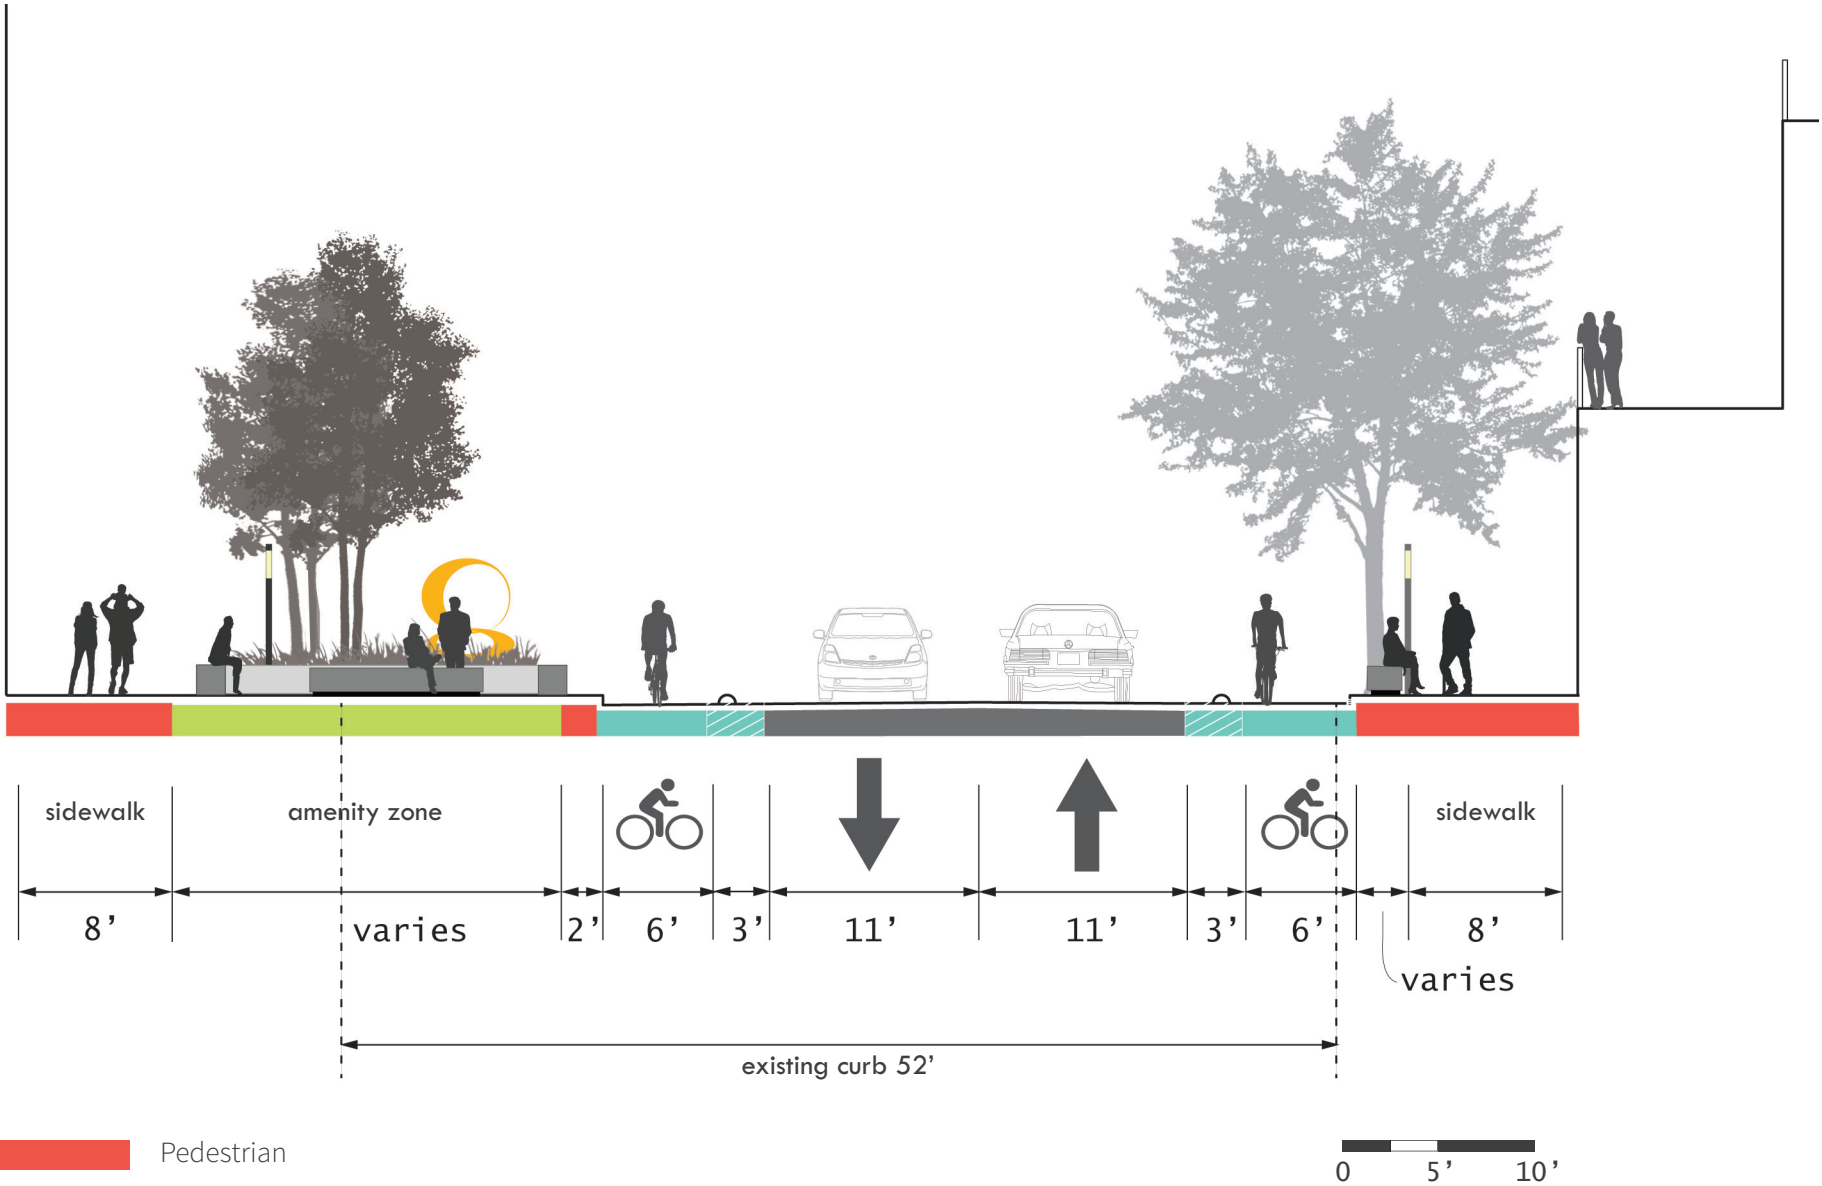 sidewalk
amenity zone
sidewalk
8’
varies
2’
6’
3’
11’
11’
3’
6’
8’
varies
existing curb 52’
Pedestrian
0 5’ 10’